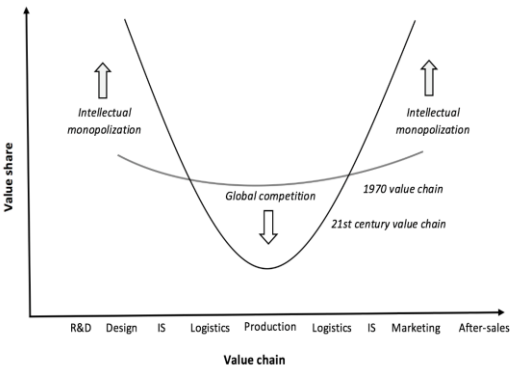 Intellectual
monopolization
Intellectual
monopolization
Value share
1970 value chain
Global competition
21st century value chain
R&D Design IS Logistics Production Logistics IS Marketing After-sales
Value chain